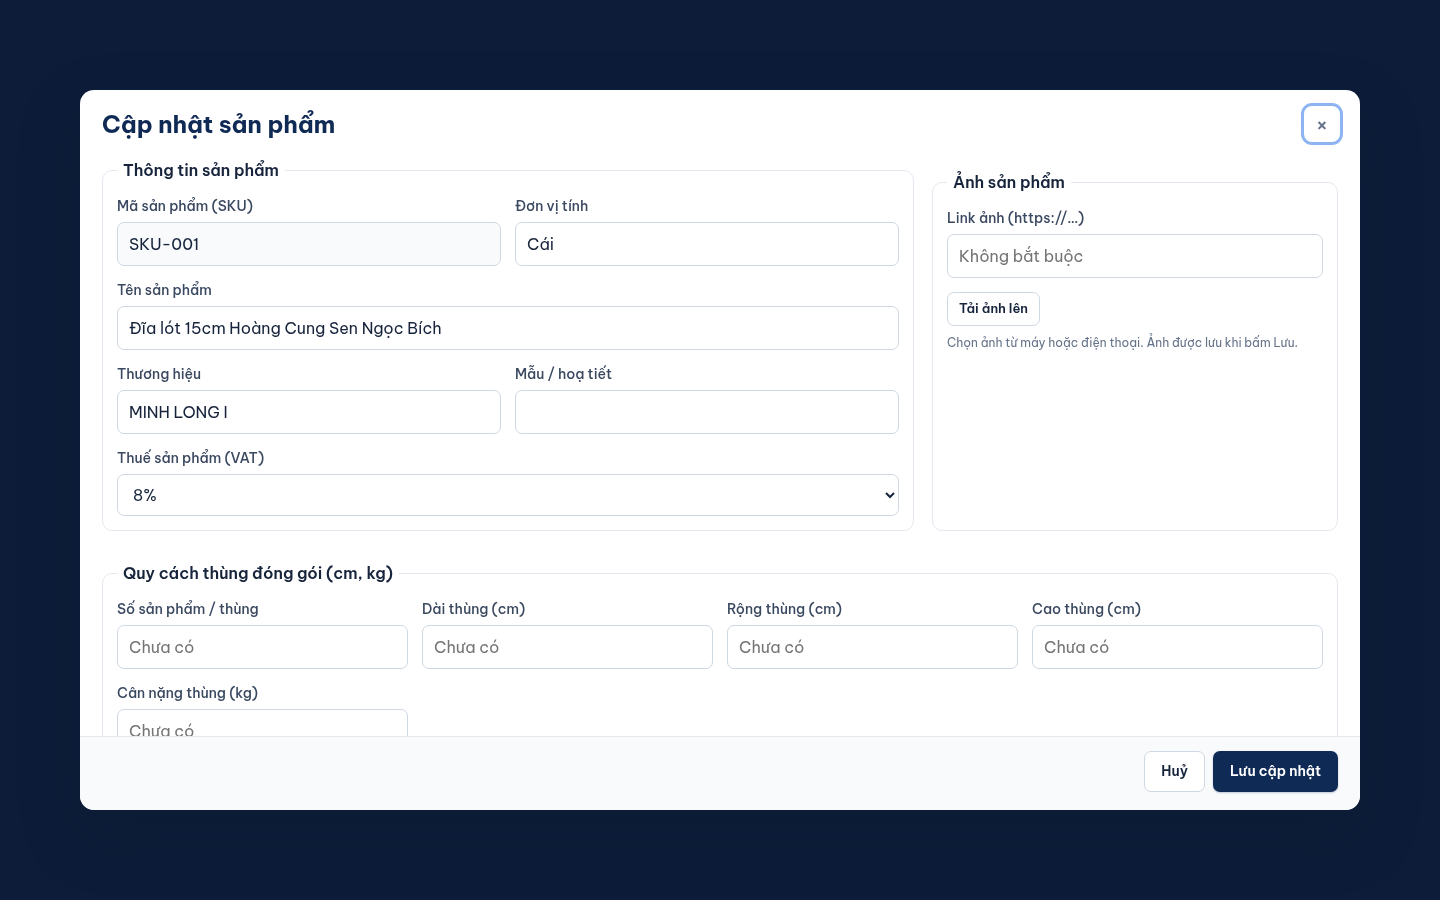 Cập nhật sản phẩm
×
Thông tin sản phẩm
Mã sản phẩm (SKU)
SKU-001
Đơn vị tính
Cái
Tên sản phẩm
Đĩa lót 15cm Hoàng Cung Sen Ngọc Bích
Thương hiệu
MINH LONG I
Mẫu / hoạ tiết
Thuế sản phẩm (VAT)
8%
Ảnh sản phẩm
Link ảnh (https://...)
Không bắt buộc
Tải ảnh lên
Chọn ảnh từ máy hoặc điện thoại. Ảnh được lưu khi bấm Lưu.
Quy cách thùng đóng gói (cm, kg)
Số sản phẩm / thùng
Chưa có
Dài thùng (cm)
Chưa có
Rộng thùng (cm)
Chưa có
Cao thùng (cm)
Chưa có
Cân nặng thùng (kg)
Chưa có
Huỷ
Lưu cập nhật